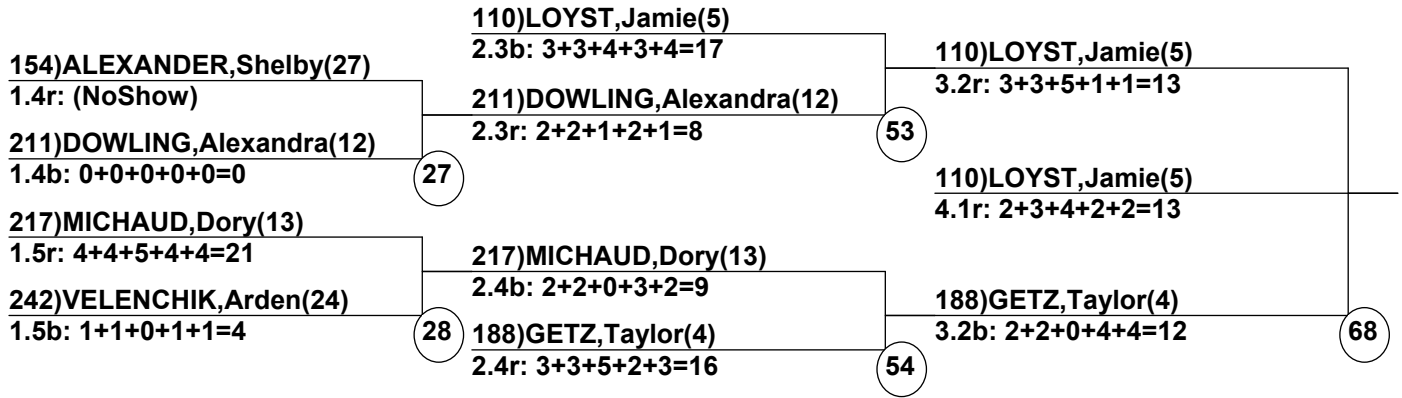 154)ALEXANDER,Shelby(27)
1.4r: (NoShow)
211)DOWLING,Alexandra(12)
1.4b: 0+0+0+0+0=0
27
217)MICHAUD,Dory(13)
1.5r: 4+4+5+4+4=21
242)VELENCHIK,Arden(24)
1.5b: 1+1+0+1+1=4
28
110)LOYST,Jamie(5)
2.3b: 3+3+4+3+4=17
211)DOWLING,Alexandra(12)
2.3r: 2+2+1+2+1=8
53
217)MICHAUD,Dory(13)
2.4b: 2+2+0+3+2=9
188)GETZ,Taylor(4)
2.4r: 3+3+5+2+3=16
54
110)LOYST,Jamie(5)
3.2r: 3+3+5+1+1=13
110)LOYST,Jamie(5)
4.1r: 2+3+4+2+2=13
188)GETZ,Taylor(4)
3.2b: 2+2+0+4+4=12
68